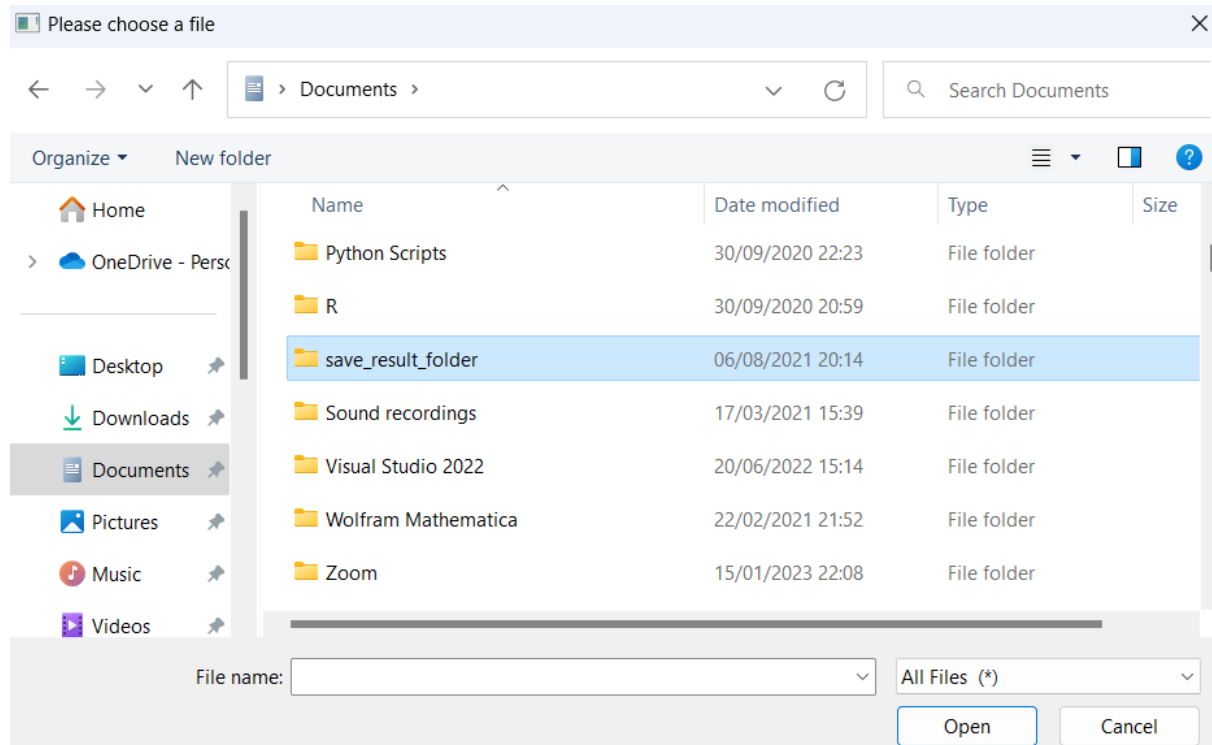 Please choose a file
Documents
Search Documents
Organize New folder
Home
OneDrive - Perso
Desktop
Downloads
Documents
Pictures
Music
Videos
Name Date modified Type Size
Python Scripts 30/09/2020 22:23 File folder
R 30/09/2020 20:59 File folder
save_result_folder 06/08/2021 20:14 File folder
Sound recordings 17/03/2021 15:39 File folder
Visual Studio 2022 20/06/2022 15:14 File folder
Wolfram Mathematica 22/02/2021 21:52 File folder
Zoom 15/01/2023 22:08 File folder
File name: All Files (*)
Open Cancel